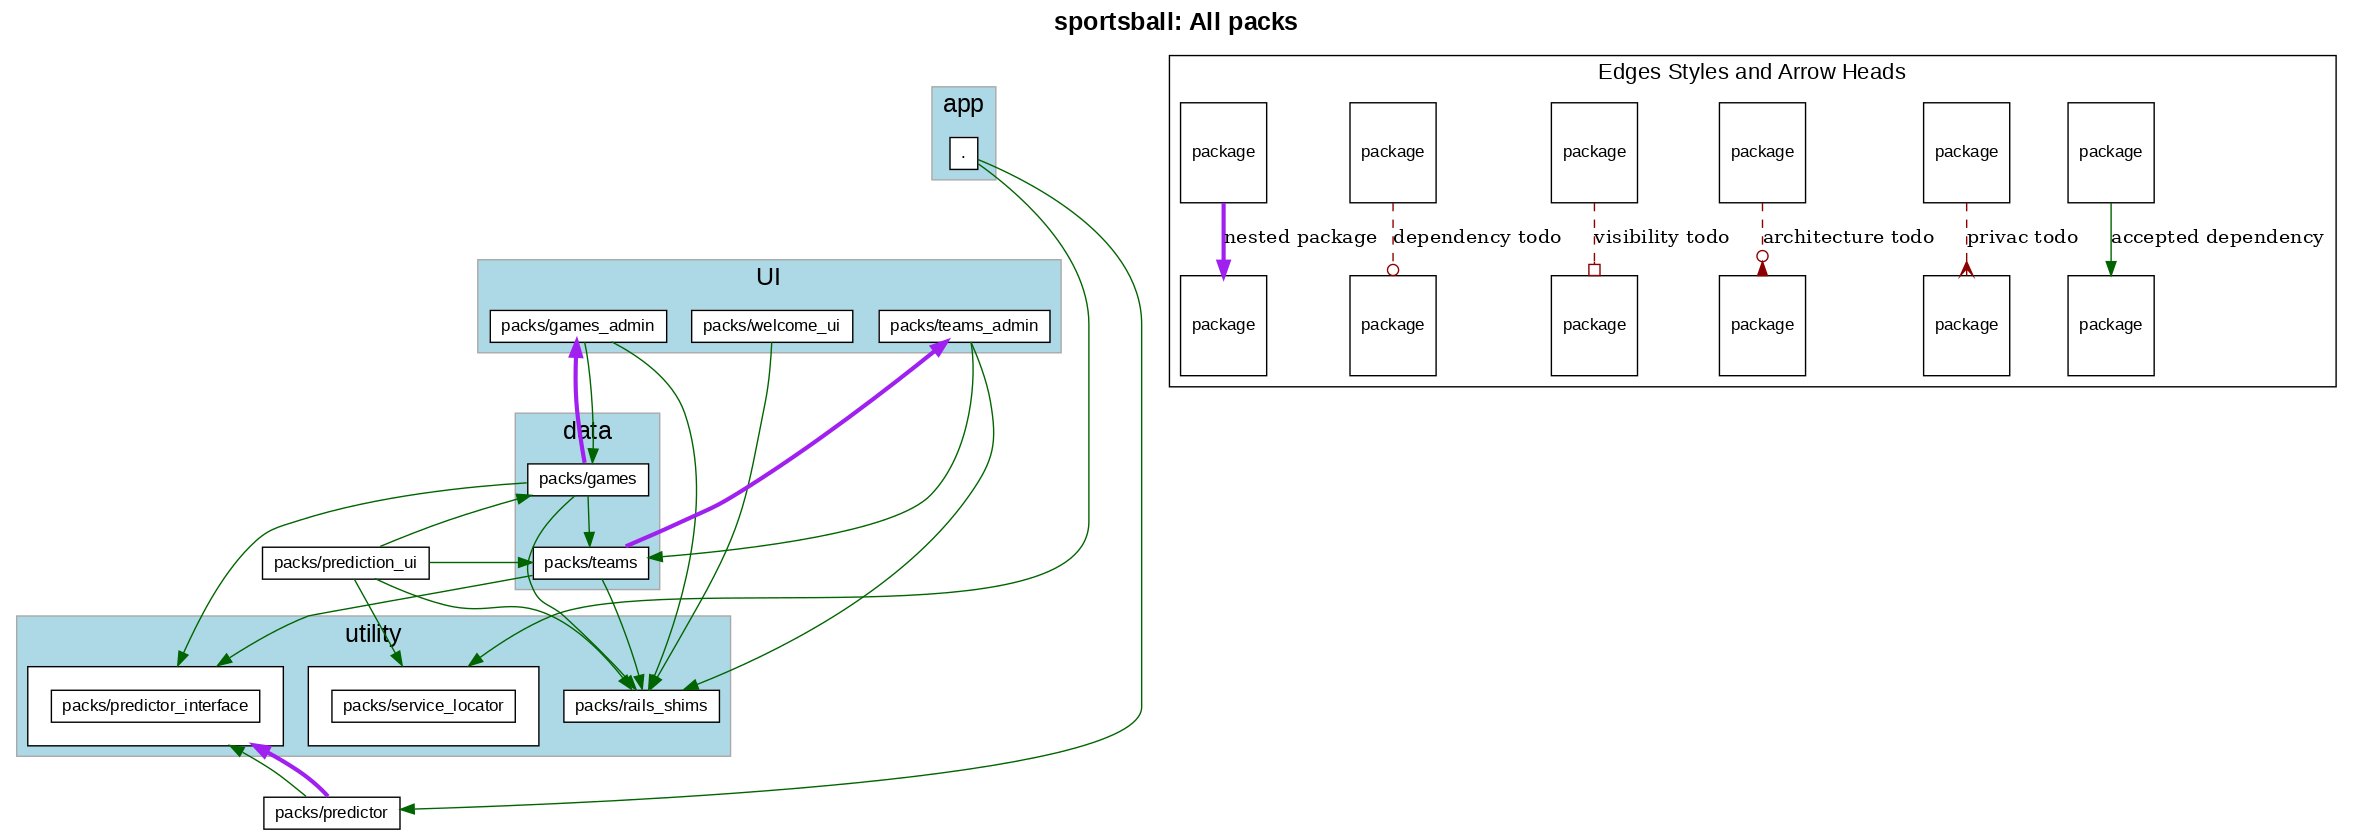 sportsball: All packs
app
.
UI
packs/games_admin
packs/welcome_ui
packs/teams_admin
data
packs/games
packs/prediction_ui
packs/teams
utility
packs/predictor_interface
packs/service_locator
packs/rails_shims
packs/predictor
Edges Styles and Arrow Heads
package
package
package
package
package
package
nested package
dependency todo
visibility todo
architecture todo
privac todo
accepted dependency
package
package
package
package
package
package